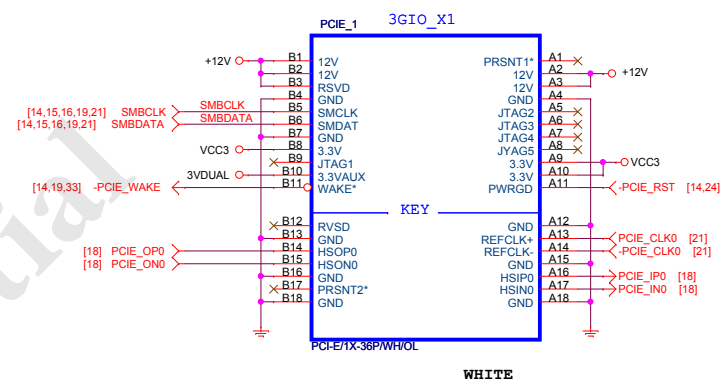 PCIE_1 3GIO_X1
+12V B1 12V PRSNT1* A1
B2 12V 12V A2 +12V
B3 RSVD 12V A3
B4 GND GND A4
[14,15,16,19,21] SMBCLK SMBCLK B5 SMCLK JTAG2 A5
[14,15,16,19,21] SMBDATA SMBDATA B6 SMDAT JTAG3 A6
B7 GND JTAG4 A7
VCC3 B8 3.3V JYAG5 A8
B9 JTAG1 3.3V A9 VCC3
3VDUAL B10 3.3VAUX 3.3V A10
[14,19,33] -PCIE_WAKE B11 WAKE* PWRGD A11 -PCIE_RST [14,24]
KEY
B12 RVSD GND A12
B13 GND REFCLK+ A13 PCIE_CLK0 [21]
[18] PCIE_OP0 B14 HSOP0 REFCLK- A14 -PCIE_CLK0 [21]
[18] PCIE_ON0 B15 HSON0 GND A15
B16 GND HSIP0 A16 PCIE_IP0 [18]
B17 PRSNT2* HSIN0 A17 PCIE_IN0 [18]
B18 GND GND A18
PCI-E/1X-36P/WH/OL
WHITE
tial